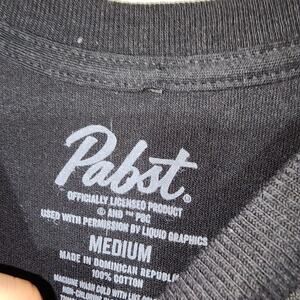 Pabst®
OFFICIALLY LICENSED PRODUCT
© AND ™ PBC
USED WITH PERMISSION BY LIQUID GRAPHICS
MEDIUM
MADE IN DOMINICAN REPUBLIC
100% COTTON
MACHINE WASH COLD WITH LIKE